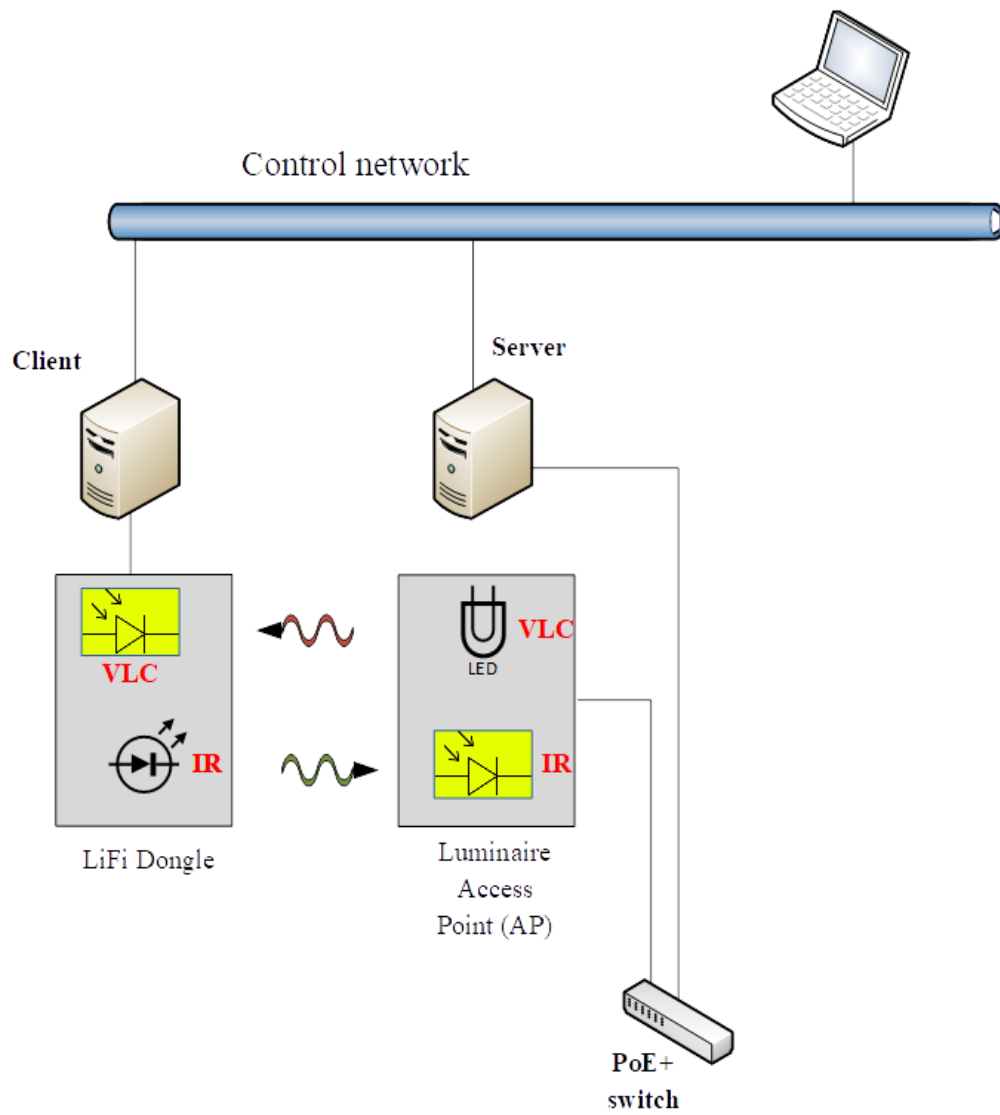 Control network
Client
Server
VLC
VLC
LED
IR
IR
LiFi Dongle
Luminaire
Access
Point (AP)
PoE+
switch